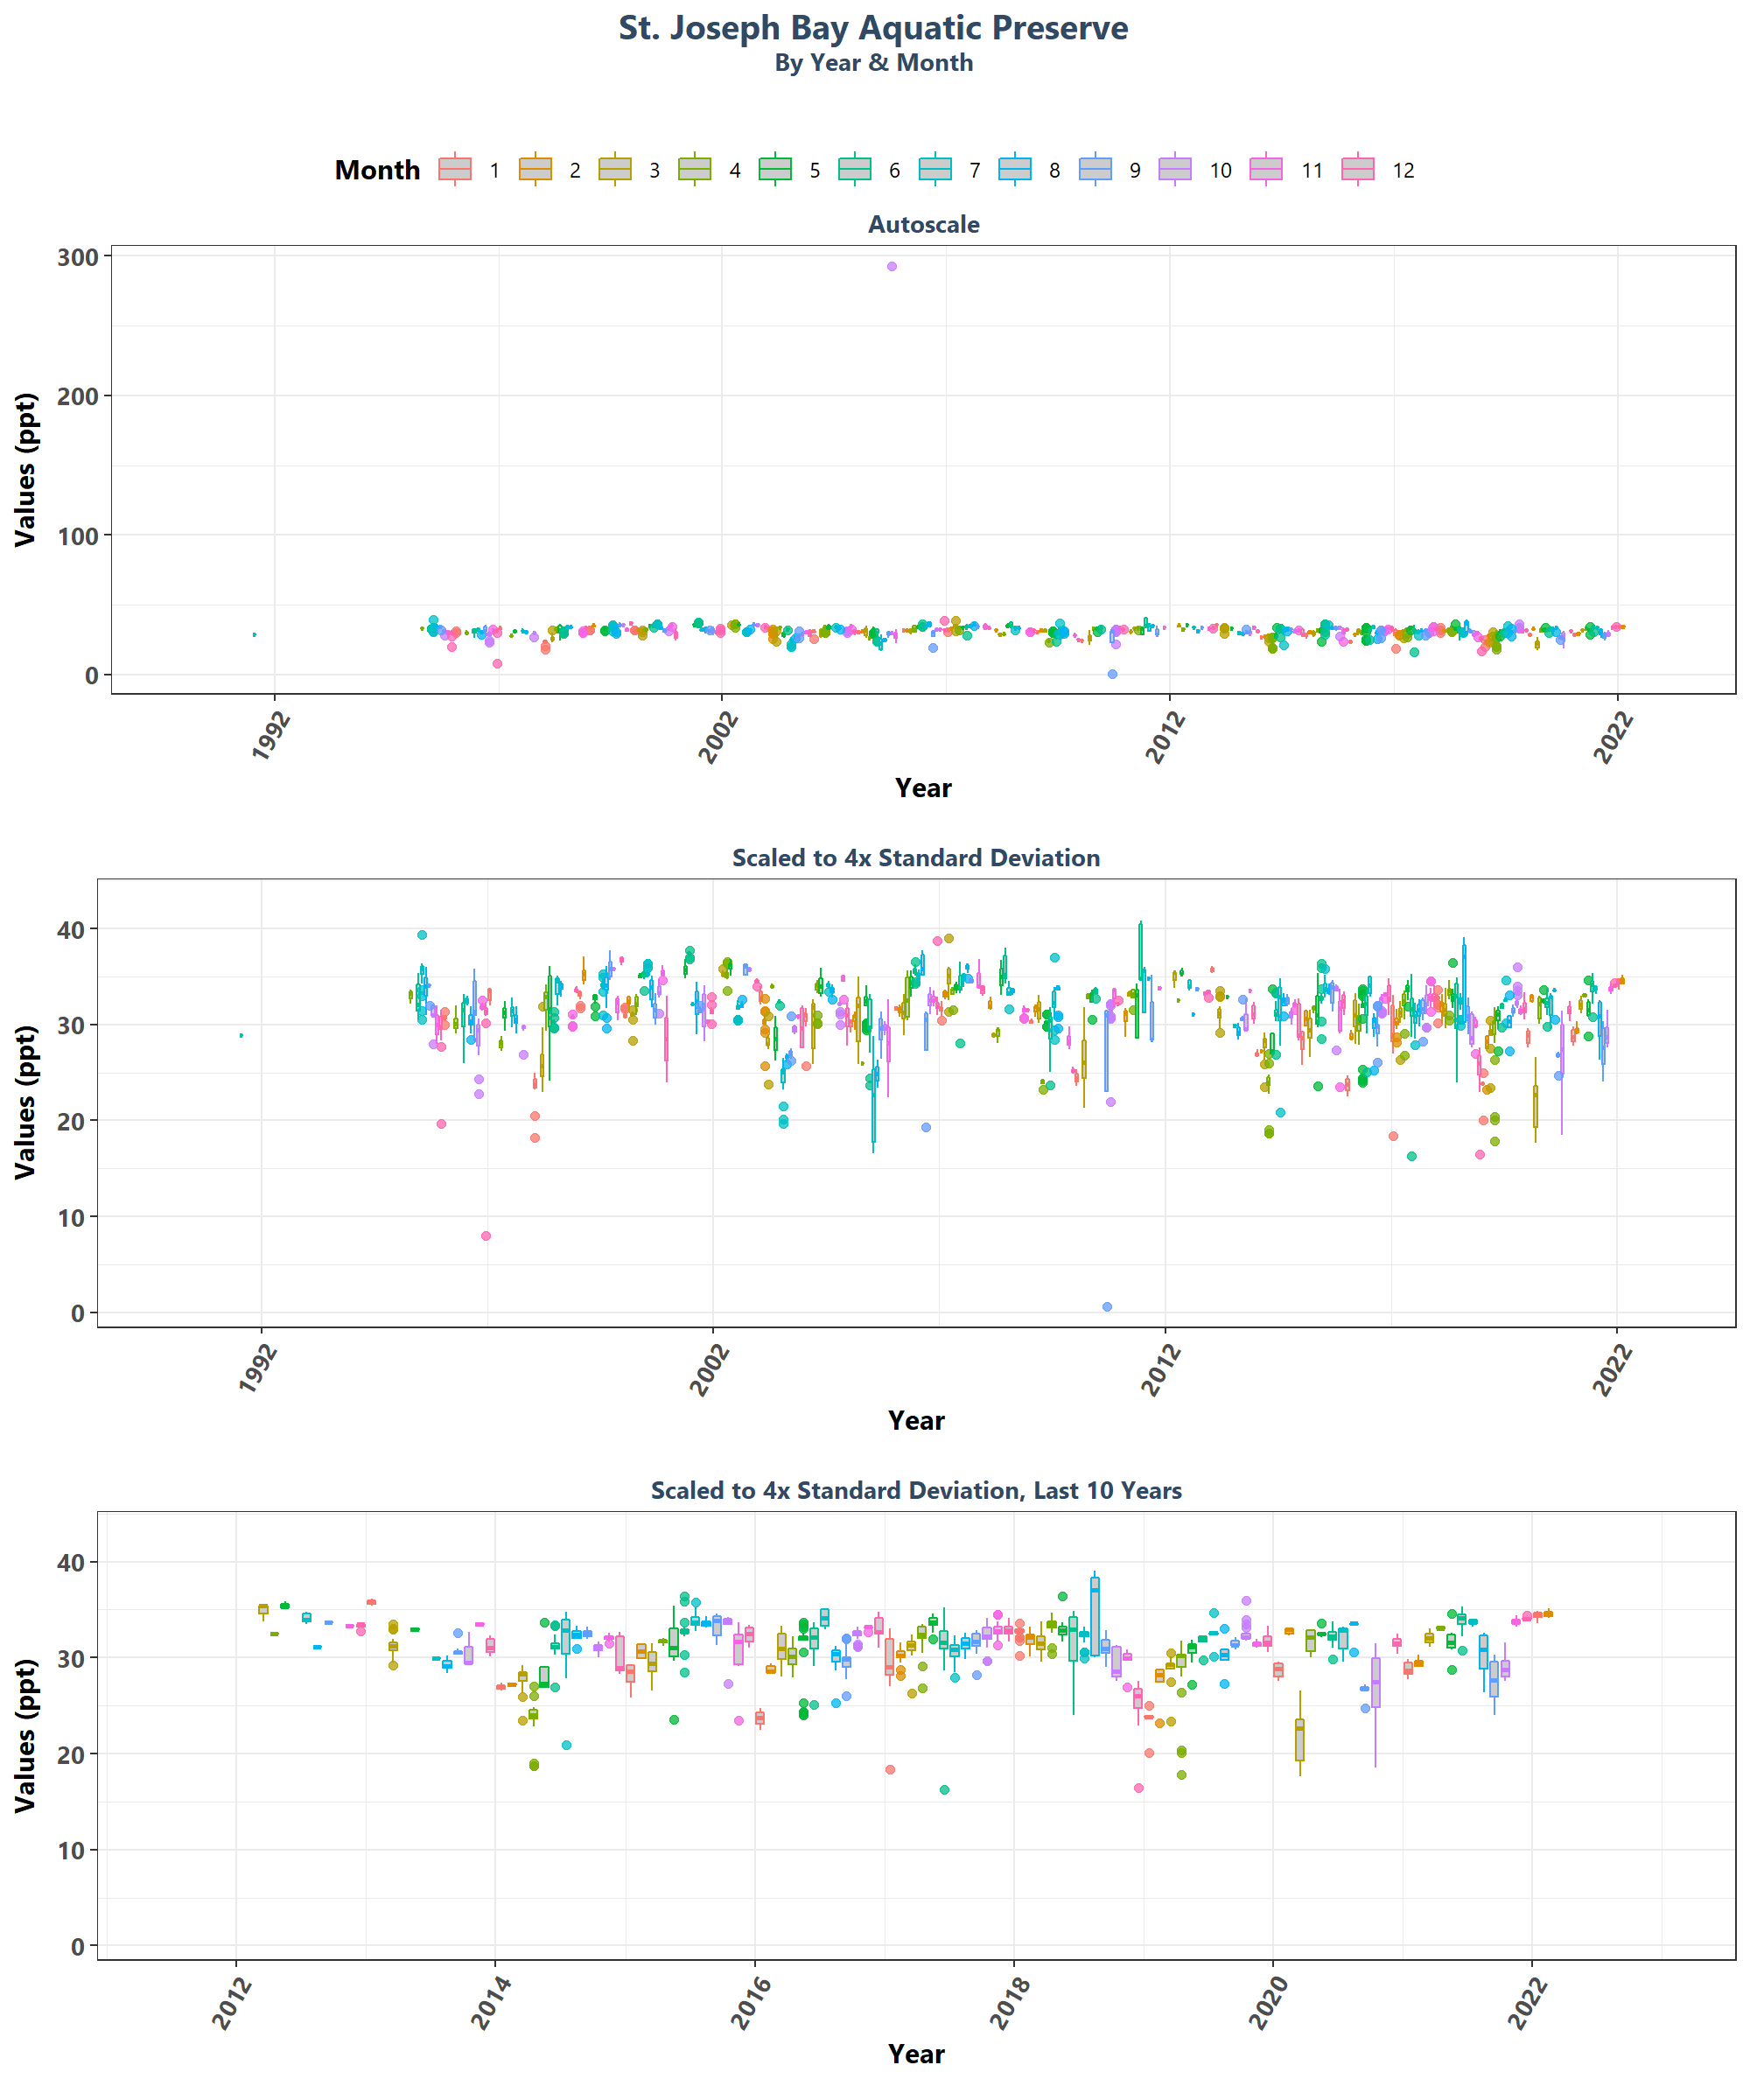 St. Joseph Bay Aquatic Preserve
By Year & Month
Month 1 2 3 4 5 6 7 8 9 10 11 12
Autoscale
Values (ppt)
300
200
100
0
1992 2002 2012 2022
Year
Scaled to 4x Standard Deviation
Values (ppt)
40
30
20
10
0
1992 2002 2012 2022
Year
Scaled to 4x Standard Deviation, Last 10 Years
Values (ppt)
40
30
20
10
0
2012 2014 2016 2018 2020 2022
Year